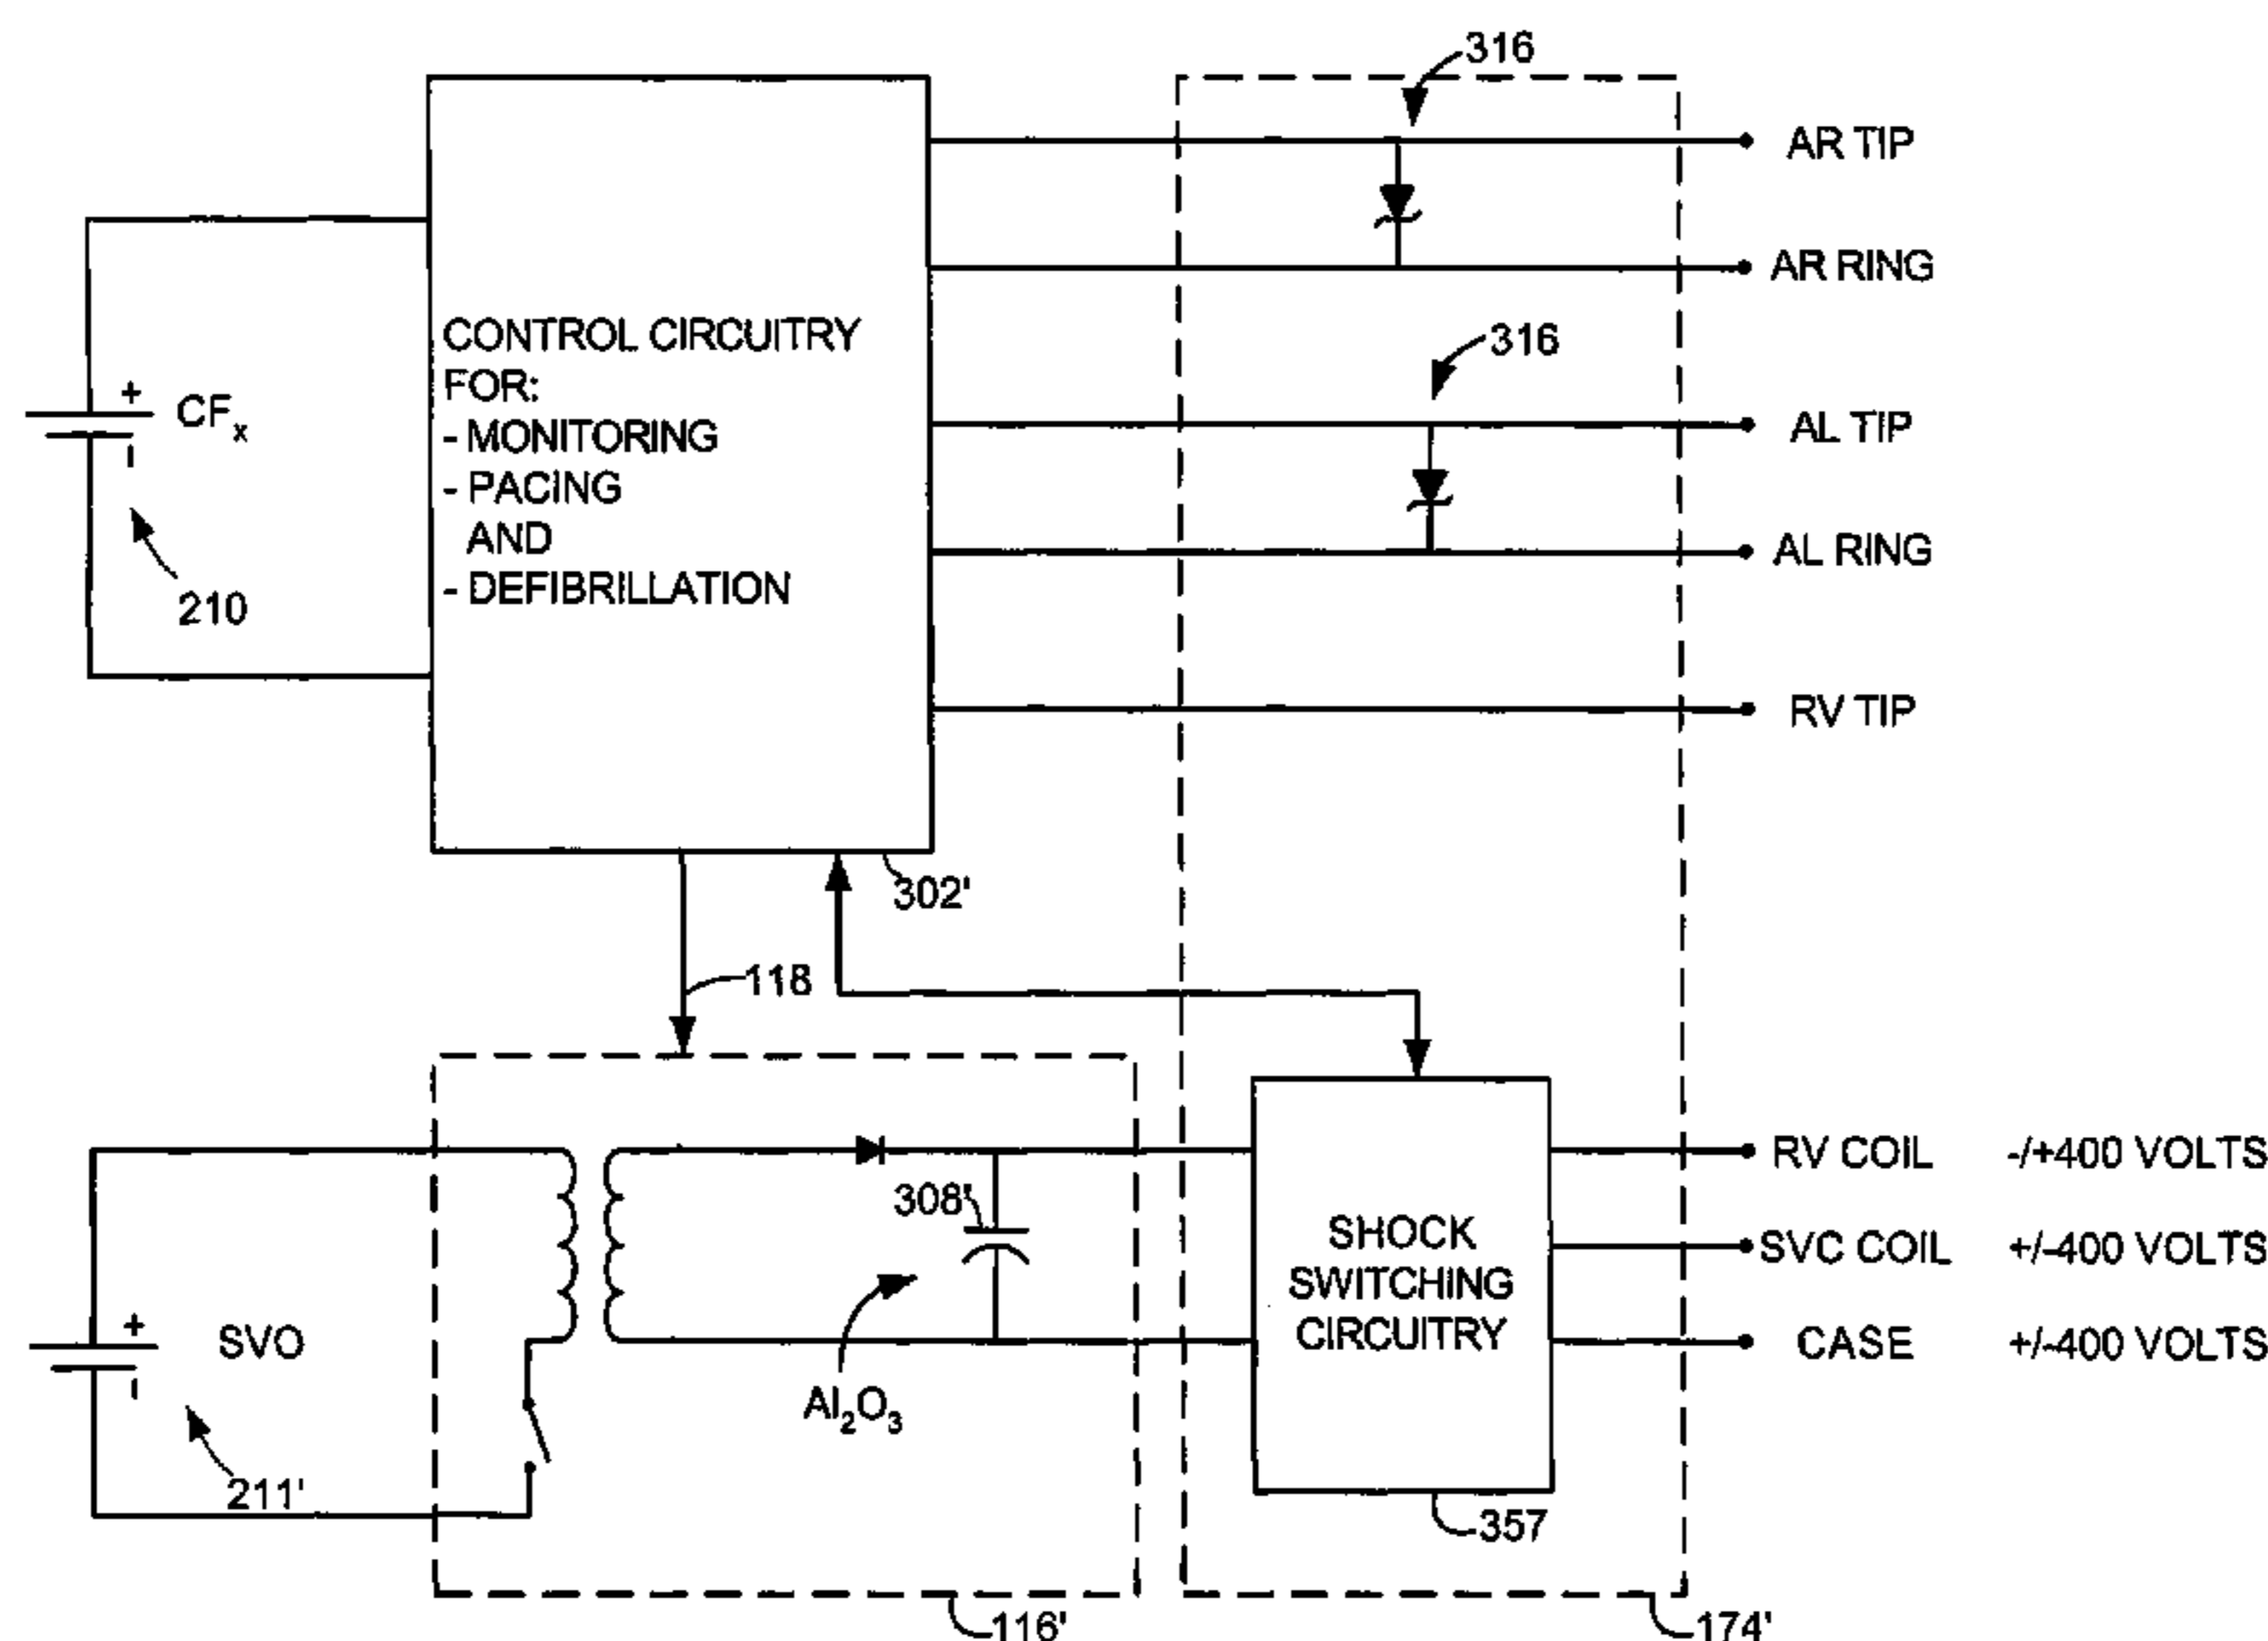 316
AR TIP
AR RING
CONTROL CIRCUITRY
FOR:
- MONITORING
- PACING
AND
- DEFIBRILLATION
+
CFx
-
210
316
AL TIP
AL RING
RV TIP
302'
118
308'
Al2O3
SHOCK
SWITCHING
CIRCUITRY
RV COIL -/+400 VOLTS
SVC COIL +/-400 VOLTS
CASE +/-400 VOLTS
+
SVO
-
211'
357
116'
174'